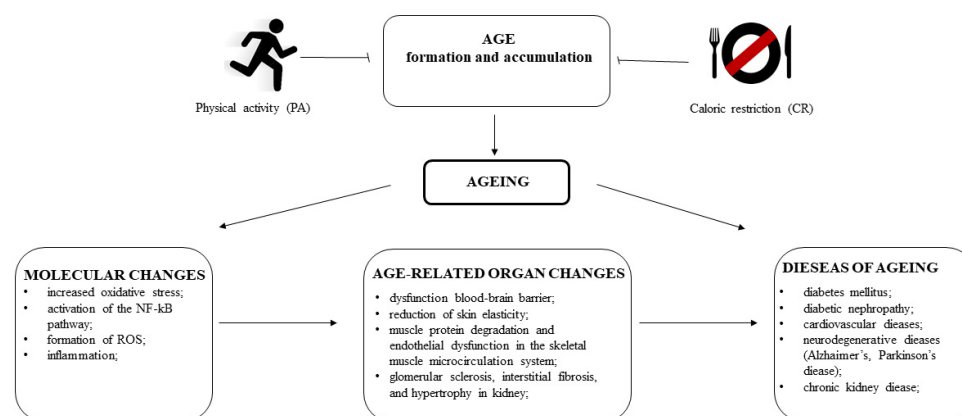 AGE
formation and accumulation
Physical activity (PA)
Caloric restriction (CR)
AGEING
MOLECULAR CHANGES
• increased oxidative stress;
• activation of the NF-kB
pathway;
• formation of ROS;
• inflammation;
AGE-RELATED ORGAN CHANGES
• dysfunction blood-brain barrier;
• reduction of skin elasticity;
• muscle protein degradation and
endothelial dysfunction in the skeletal
muscle microcirculation system;
• glomerular sclerosis, interstitial fibrosis,
and hypertrophy in kidney;
DIESEAS OF AGEING
• diabetes mellitus;
• diabetic nephropathy;
• cardiovascular dieases;
• neurodegenerative dieases
(Alzhaimer's, Parkinson's
diease);
• chronic kidney diease;